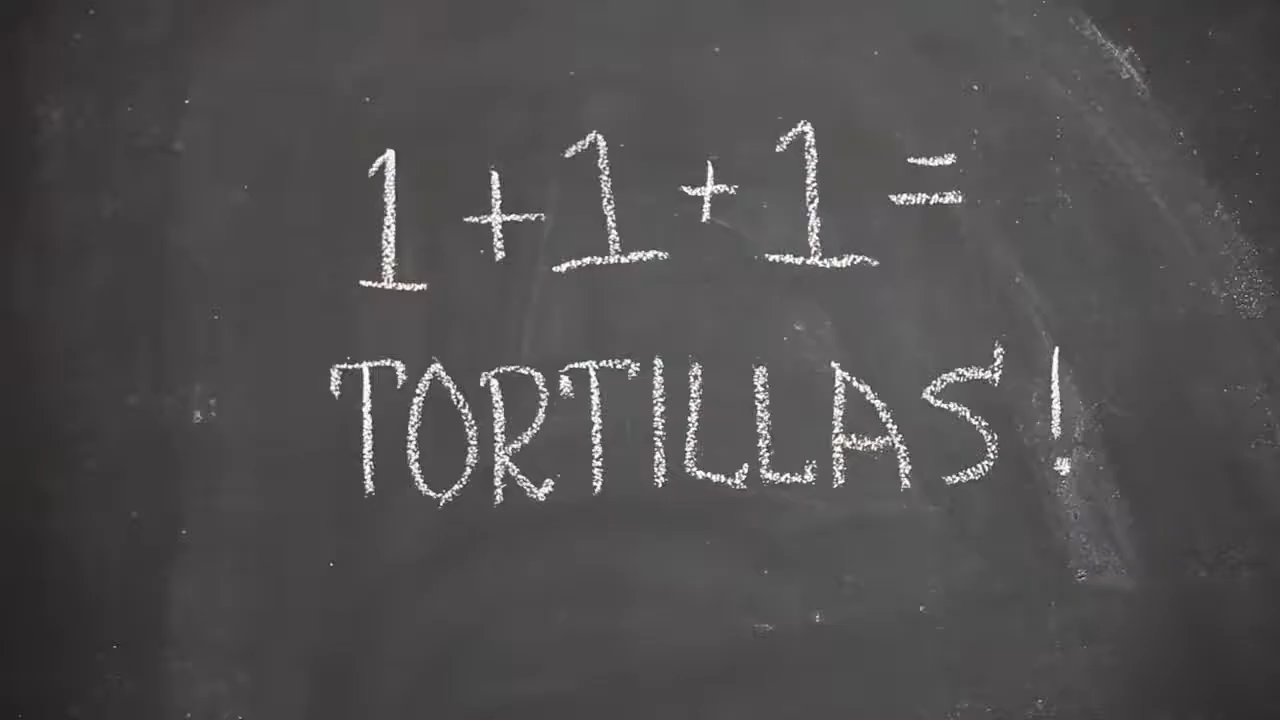 1 + 1 + 1 =
TORTILLAS!